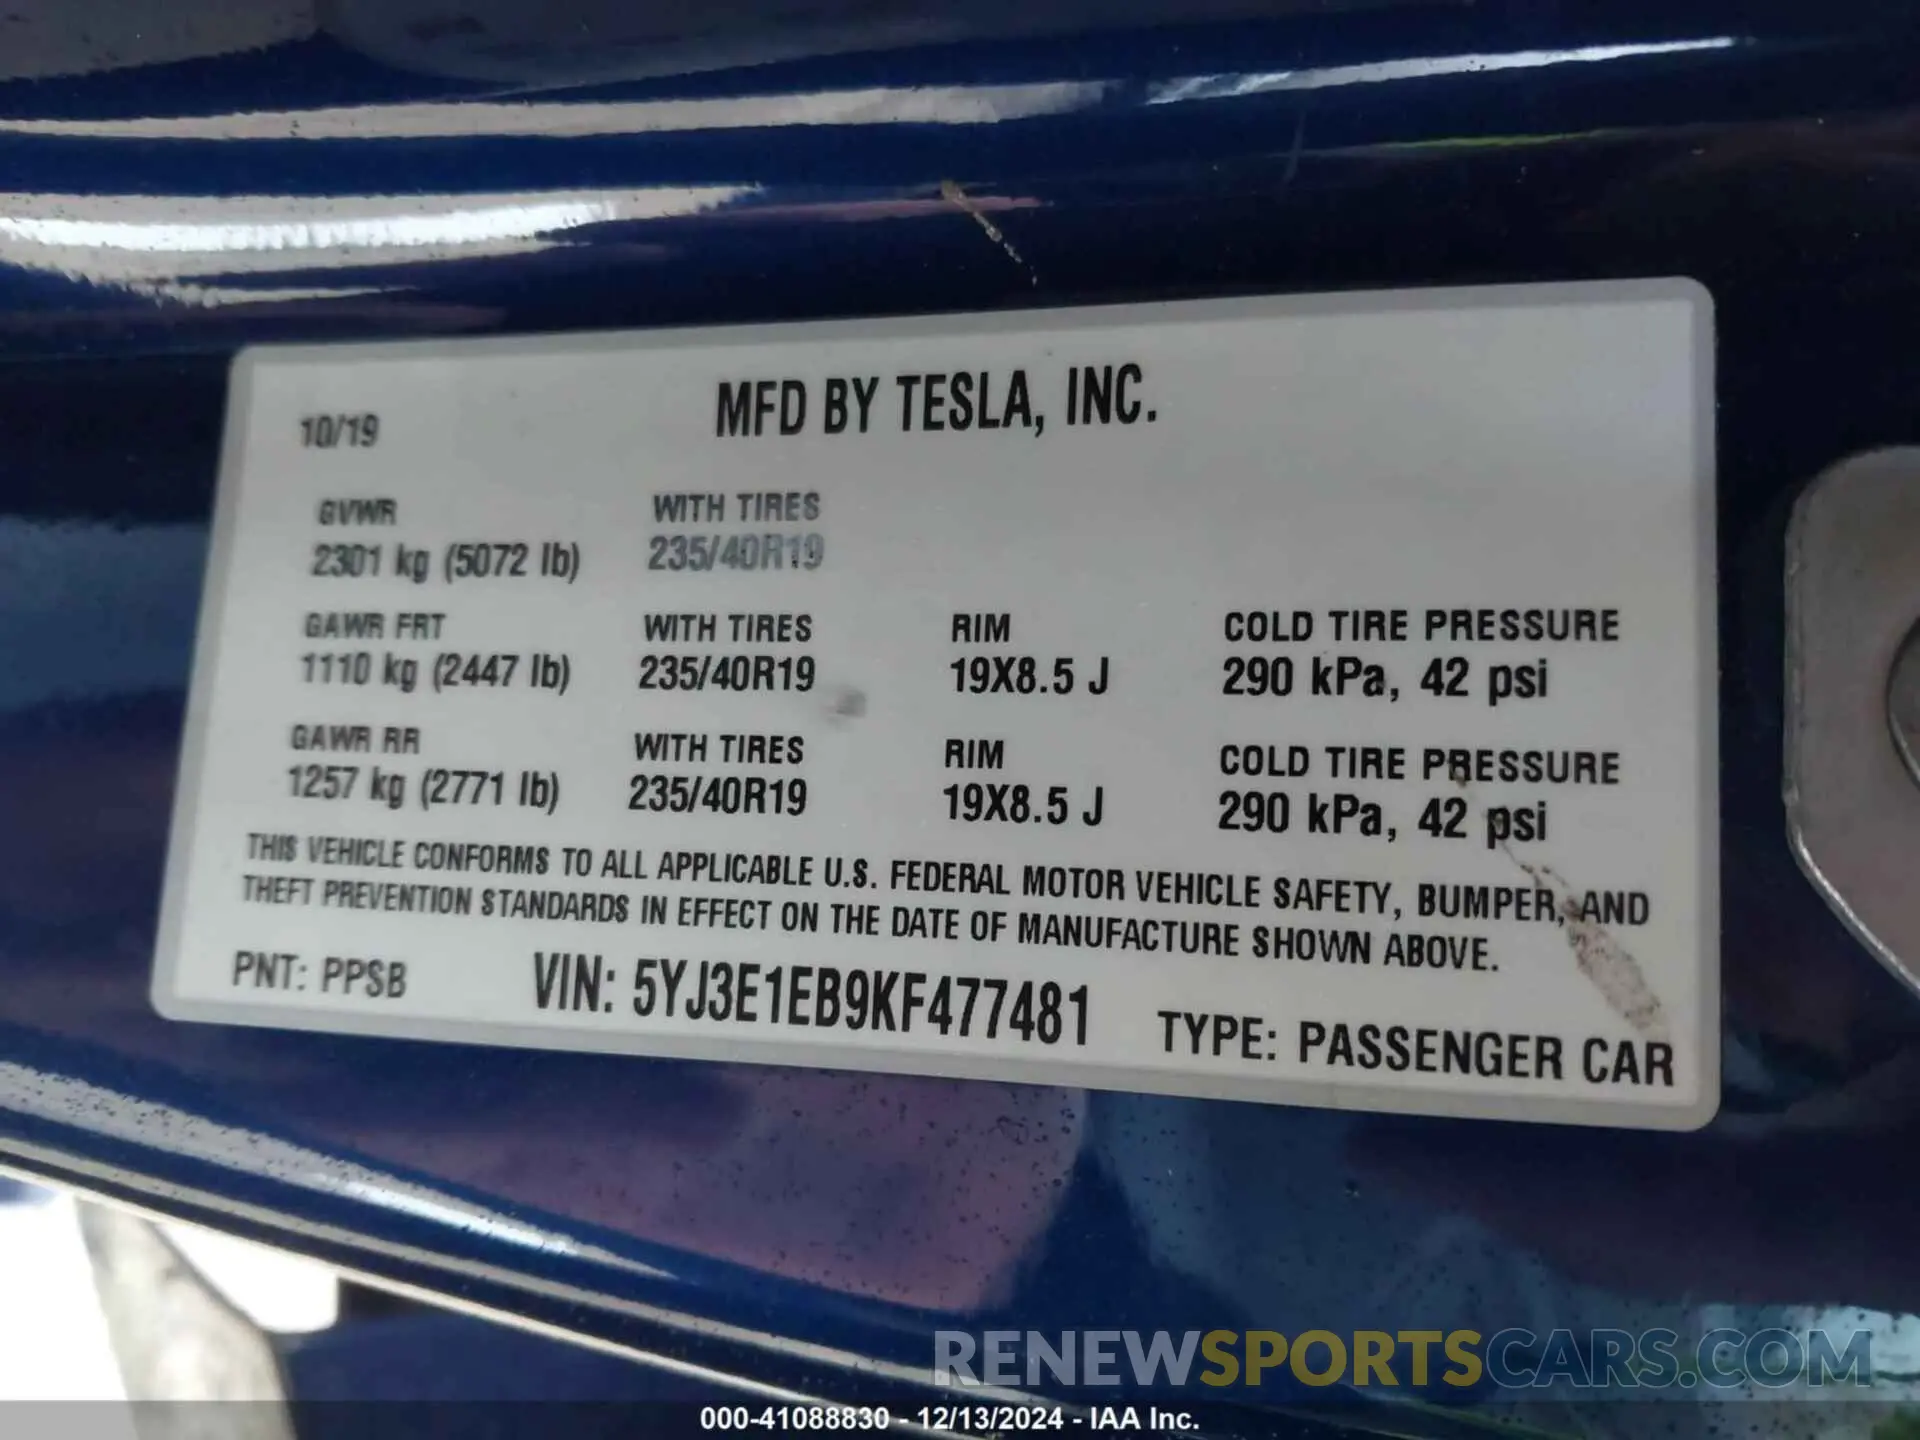 10/19
MFD BY TESLA, INC.
GVWR WITH TIRES
2301 kg (5072 lb) 235/40R19
GAWR FRT WITH TIRES RIM COLD TIRE PRESSURE
1110 kg (2447 lb) 235/40R19 19X8.5 J 290 kPa, 42 psi
GAWR RR WITH TIRES RIM COLD TIRE PRESSURE
1257 kg (2771 lb) 235/40R19 19X8.5 J 290 kPa, 42 psi
THIS VEHICLE CONFORMS TO ALL APPLICABLE U.S. FEDERAL MOTOR VEHICLE SAFETY, BUMPER, AND
THEFT PREVENTION STANDARDS IN EFFECT ON THE DATE OF MANUFACTURE SHOWN ABOVE.
PNT: PPSB VIN: 5YJ3E1EB9KF477481 TYPE: PASSENGER CAR
RENEWSPORTSCARS.COM
000-41088830 - 12/13/2024 - IAA Inc.